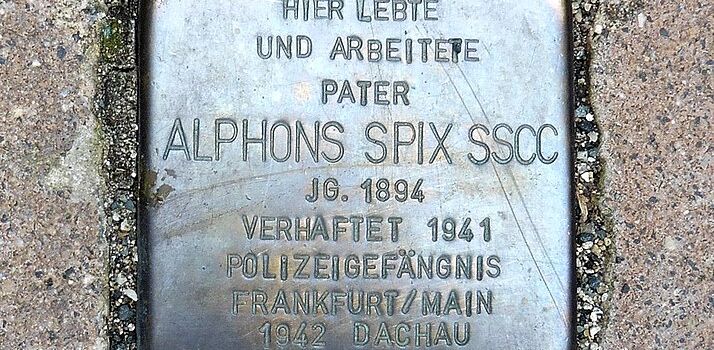 HIER LEBTE
UND ARBEITETE
PATER
ALPHONS SPIX SSCC
JG. 1894
VERHAFTET 1941
POLIZEIGEFÄNGNIS
FRANKFURT/MAIN
1942 DACHAU